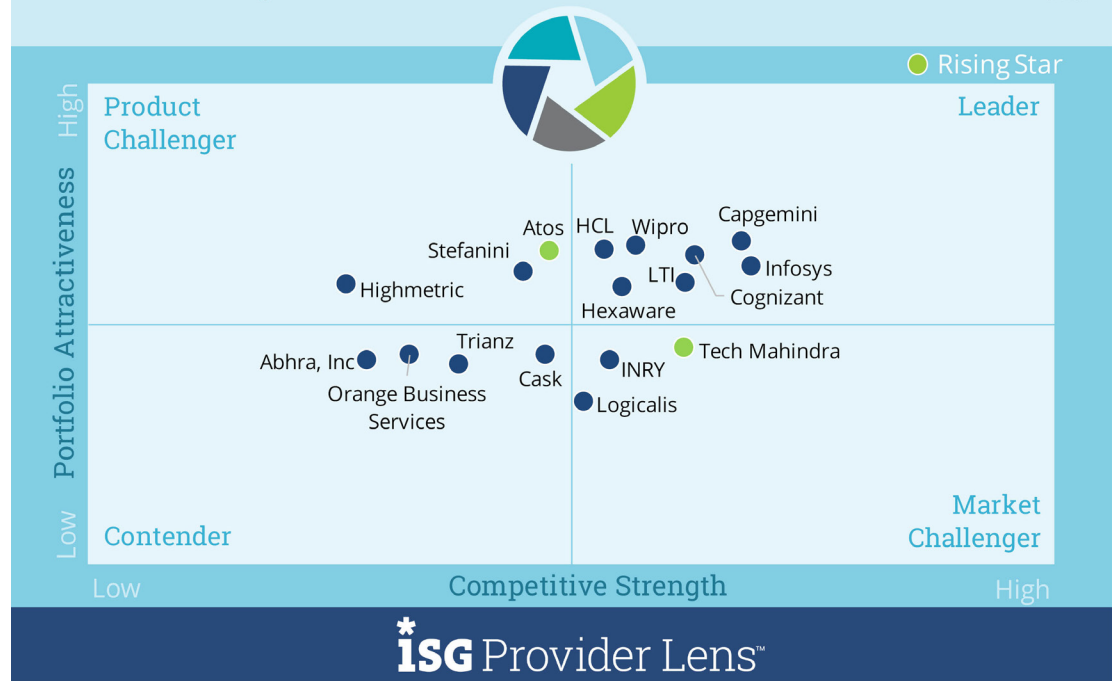 Rising Star
High
Product
Challenger
Leader
Portfolio Attractiveness
Atos
HCL
Wipro
Capgemini
Stefanini
LTI
Infosys
Highmetric
Cognizant
Hexaware
Abhra, Inc
Trianz
Tech Mahindra
Cask
INRY
Orange Business
Services
Logicalis
Low
Contender
Market
Challenger
Low
Competitive Strength
High
iSG Provider Lens™